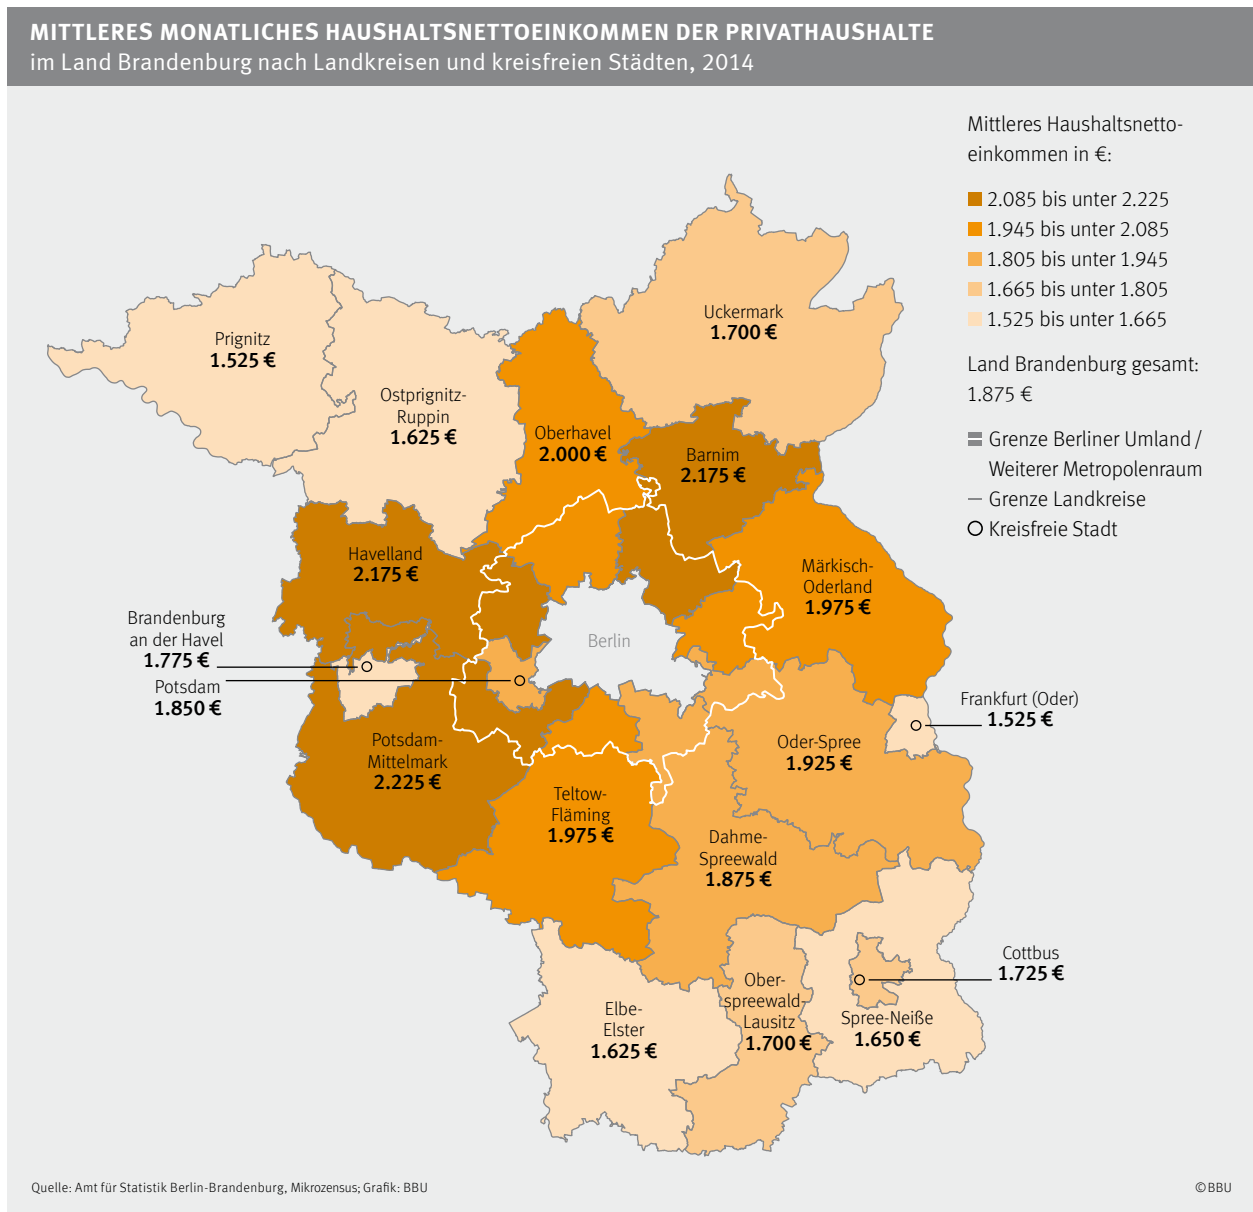 MITTLERES MONATLICHES HAUSHALTSNETTOEINKOMMEN DER PRIVATHAUSHALTE
im Land Brandenburg nach Landkreisen und kreisfreien Städten, 2014
Mittleres Haushaltsnetto-
einkommen in €:
2.085 bis unter 2.225
1.945 bis unter 2.085
1.805 bis unter 1.945
1.665 bis unter 1.805
1.525 bis unter 1.665
Land Brandenburg gesamt:
1.875 €
Grenze Berliner Umland /
Weiterer Metropolenraum
Grenze Landkreise
Kreisfreie Stadt
Uckermark
1.700 €
Prignitz
1.525 €
Ostprignitz-
Ruppin
1.625 €
Oberhavel
2.000 €
Barnim
2.175 €
Havelland
2.175 €
Märkisch-
Oderland
1.975 €
Brandenburg
an der Havel
1.775 €
Potsdam
1.850 €
Berlin
Frankfurt (Oder)
1.525 €
Potsdam-
Mittelmark
2.225 €
Oder-Spree
1.925 €
Teltow-
Fläming
1.975 €
Dahme-
Spreewald
1.875 €
Cottbus
1.725 €
Ober-
spreewald-
Lausitz
1.700 €
Elbe-
Elster
1.625 €
Spree-Neiße
1.650 €
Quelle: Amt für Statistik Berlin-Brandenburg, Mikrozensus; Grafik: BBU
© BBU